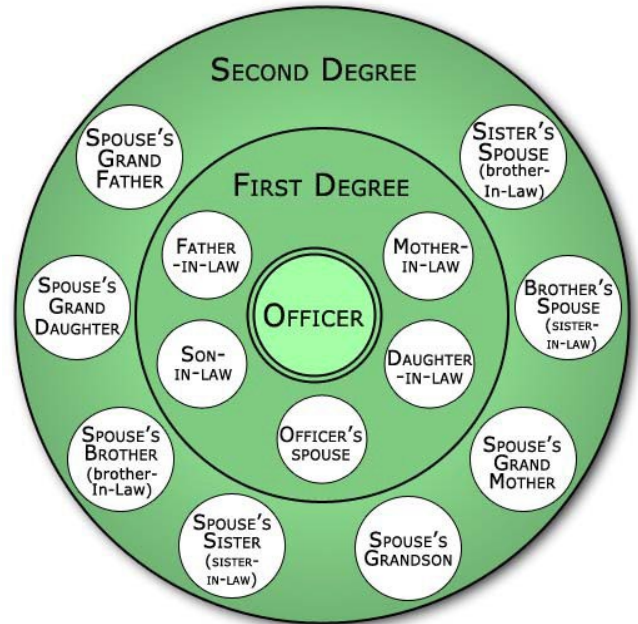 SECOND DEGREE
SPOUSE'S
GRAND
FATHER
SISTER'S
SPOUSE
(brother-
In-Law)
FIRST DEGREE
FATHER
-IN-LAW
MOTHER-
IN-LAW
OFFICER
SPOUSE'S
GRAND
DAUGHTER
BROTHER'S
SPOUSE
(SISTER-
IN-LAW)
SON-
IN-LAW
DAUGHTER
-IN-LAW
OFFICER'S
SPOUSE
SPOUSE'S
BROTHER
(brother-
In-Law)
SPOUSE'S
GRAND
MOTHER
SPOUSE'S
SISTER
(SISTER-
IN-LAW)
SPOUSE'S
GRANDSON